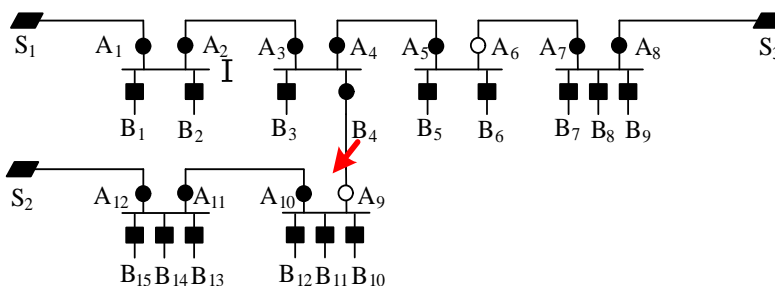 S1 A1 A2 A3 A4 A5 A6 A7 A8 S3
B1 B2 B3 B4 B5 B6 B7 B8 B9
S2 A12 A11 A10 A9
B15 B14 B13 B12 B11 B10